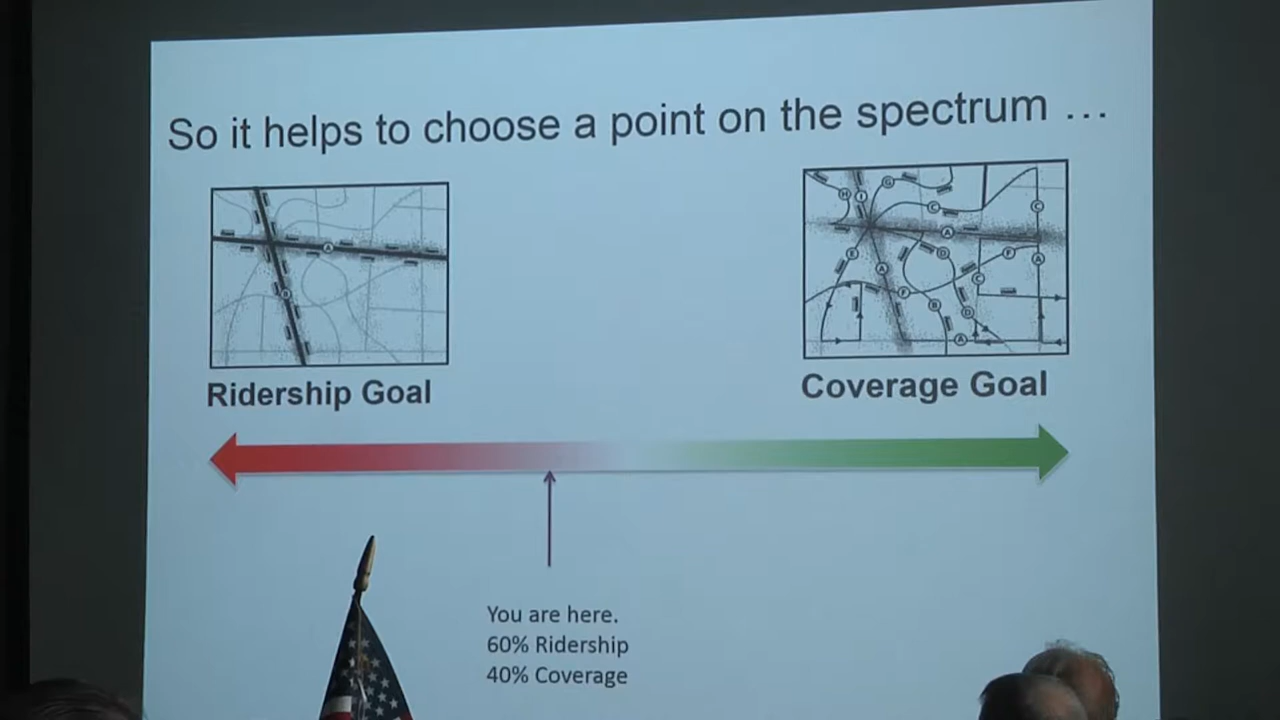 So it helps to choose a point on the spectrum …
Ridership Goal
Coverage Goal
You are here.
60% Ridership
40% Coverage